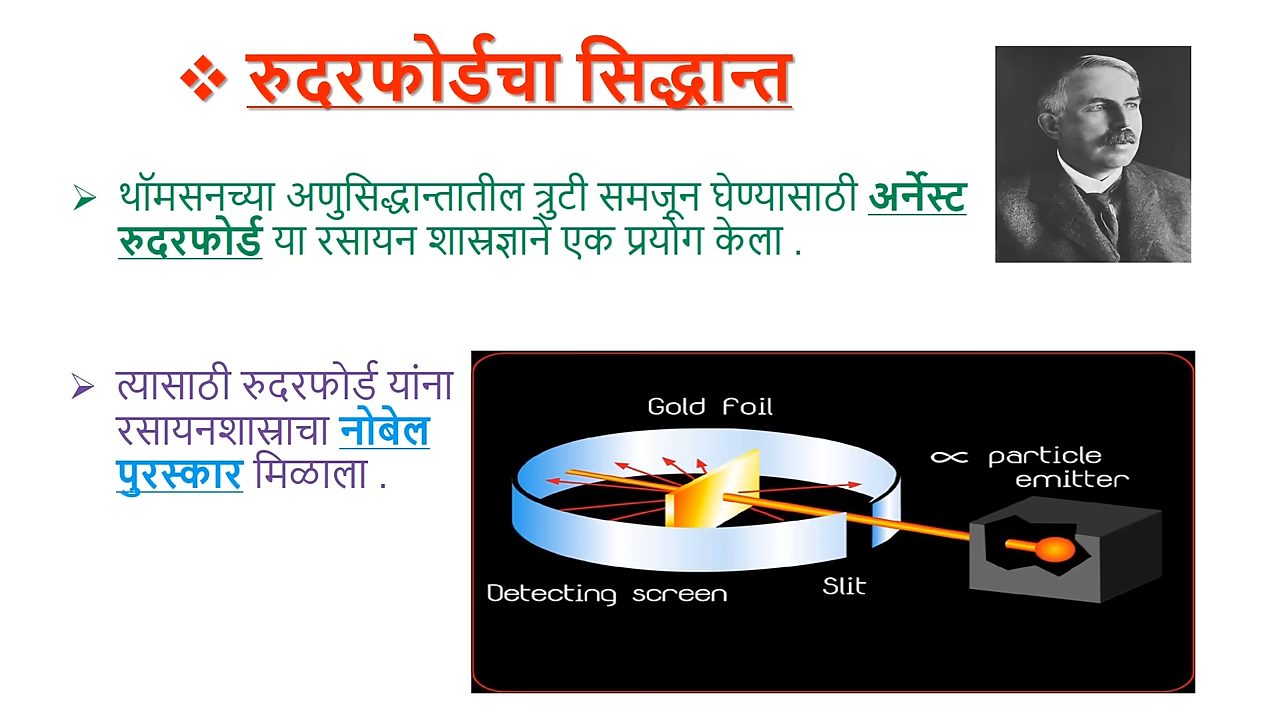 ❖ रुदरफोर्डचा सिद्धान्त
➢ थॉमसनच्या अणुसिद्धान्तातील त्रुटी समजून घेण्यासाठी अर्नेस्ट
रुदरफोर्ड या रसायन शास्रज्ञाने एक प्रयोग केला .
➢ त्यासाठी रुदरफोर्ड यांना
रसायनशास्राचा नोबेल
पुरस्कार मिळाला .
Gold Foil
∝ particle
emitter
Detecting screen
Slit